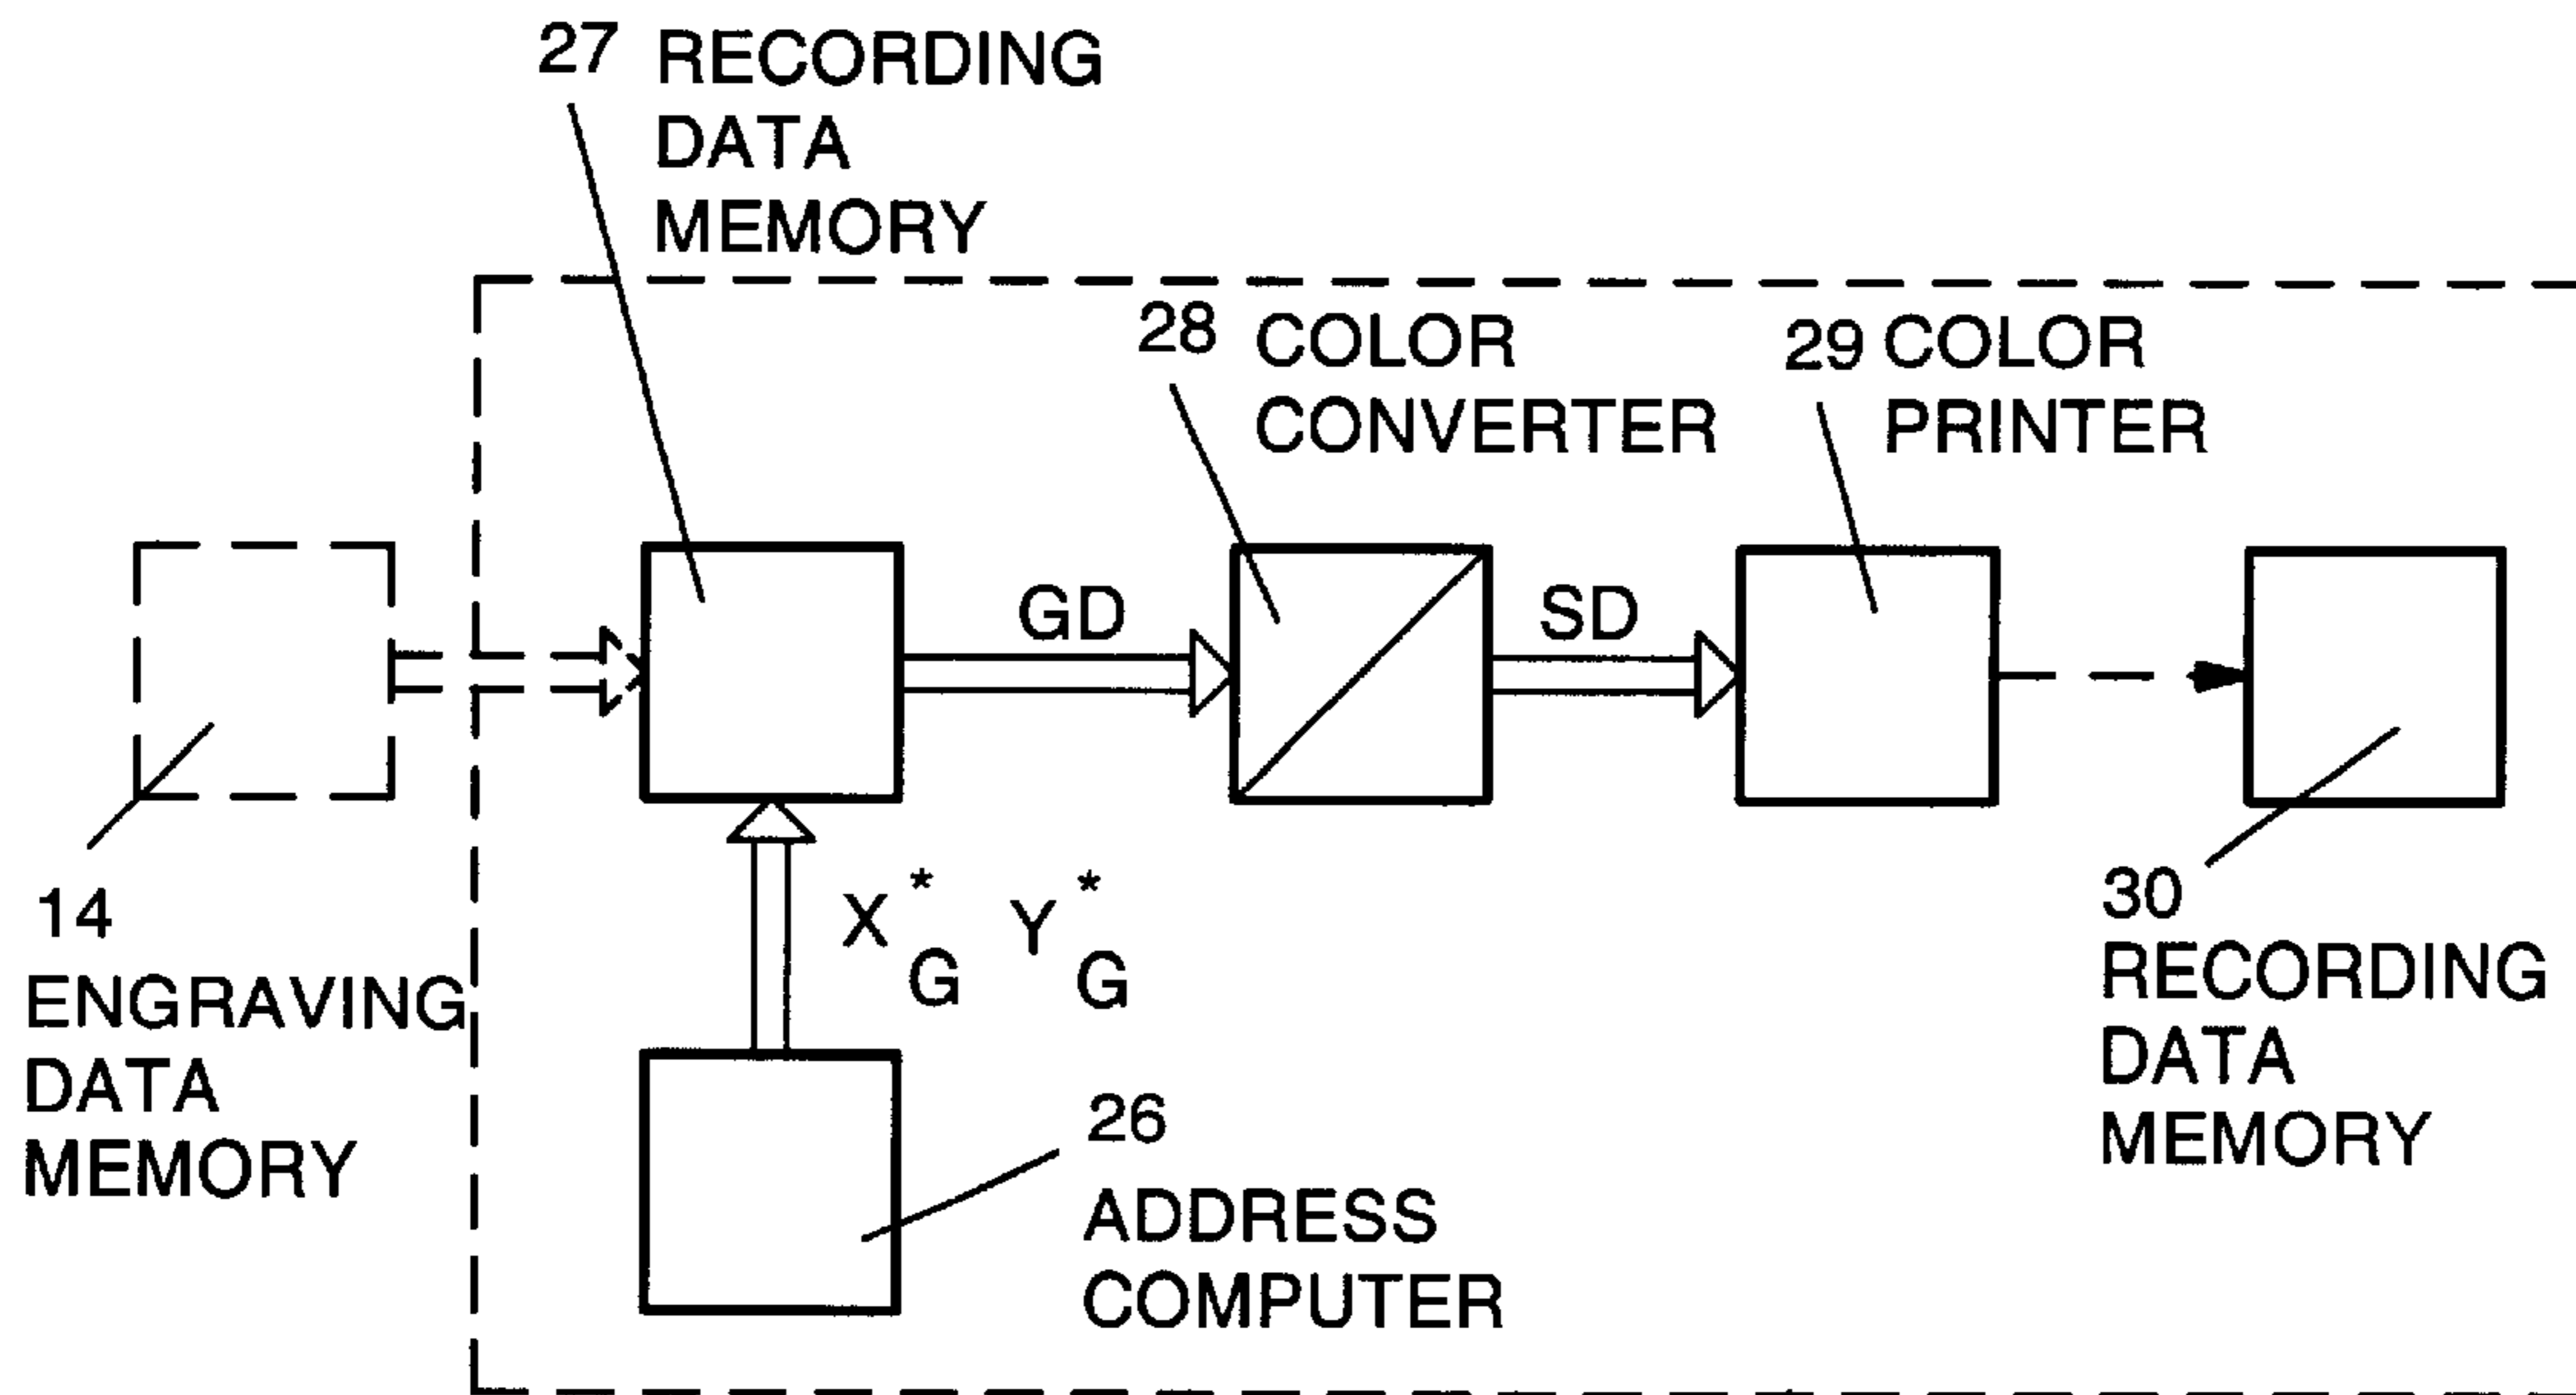 27 RECORDING
DATA
MEMORY
28 COLOR
CONVERTER
29 COLOR
PRINTER
GD
SD
14
ENGRAVING
DATA
MEMORY
X*G Y*G
26
ADDRESS
COMPUTER
30
RECORDING
DATA
MEMORY